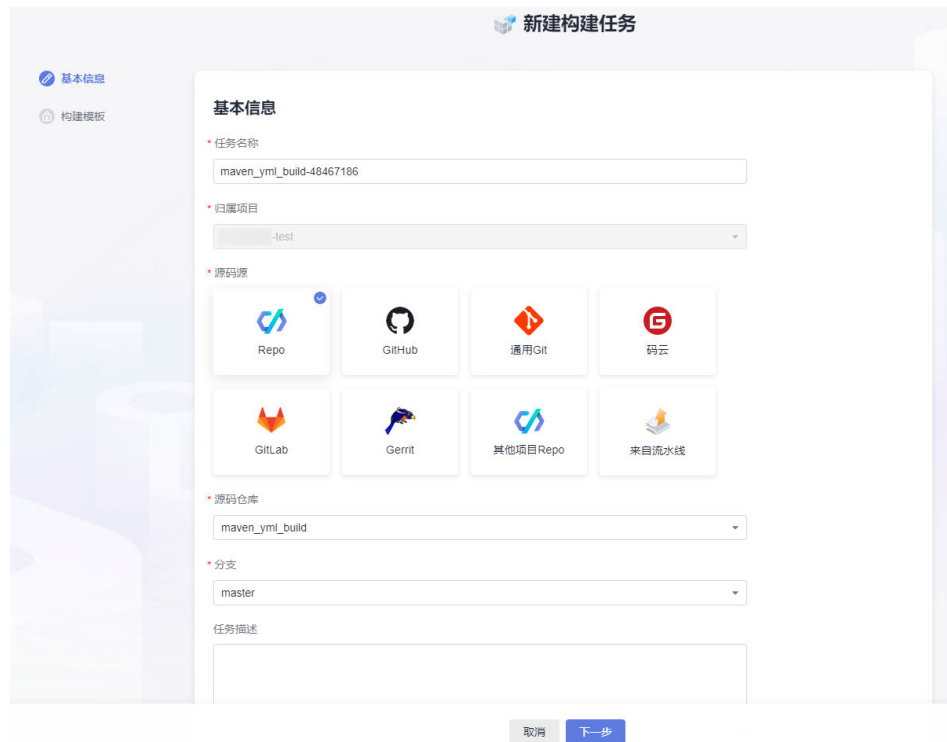 新建构建任务
基本信息
构建模板
基本信息
* 任务名称
maven_yml_build-48467186
* 归属项目
-test
* 源码源
Repo
GitHub
通用Git
码云
GitLab
Gerrit
其他项目Repo
来自流水线
* 源码仓库
maven_yml_build
* 分支
master
任务描述
取消
下一步